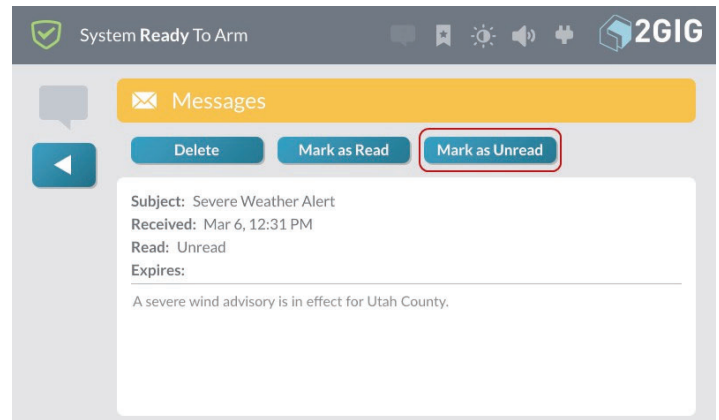 System Ready To Arm
2GIG
Messages
Delete
Mark as Read
Mark as Unread
Subject: Severe Weather Alert
Received: Mar 6, 12:31 PM
Read: Unread
Expires:
A severe wind advisory is in effect for Utah County.